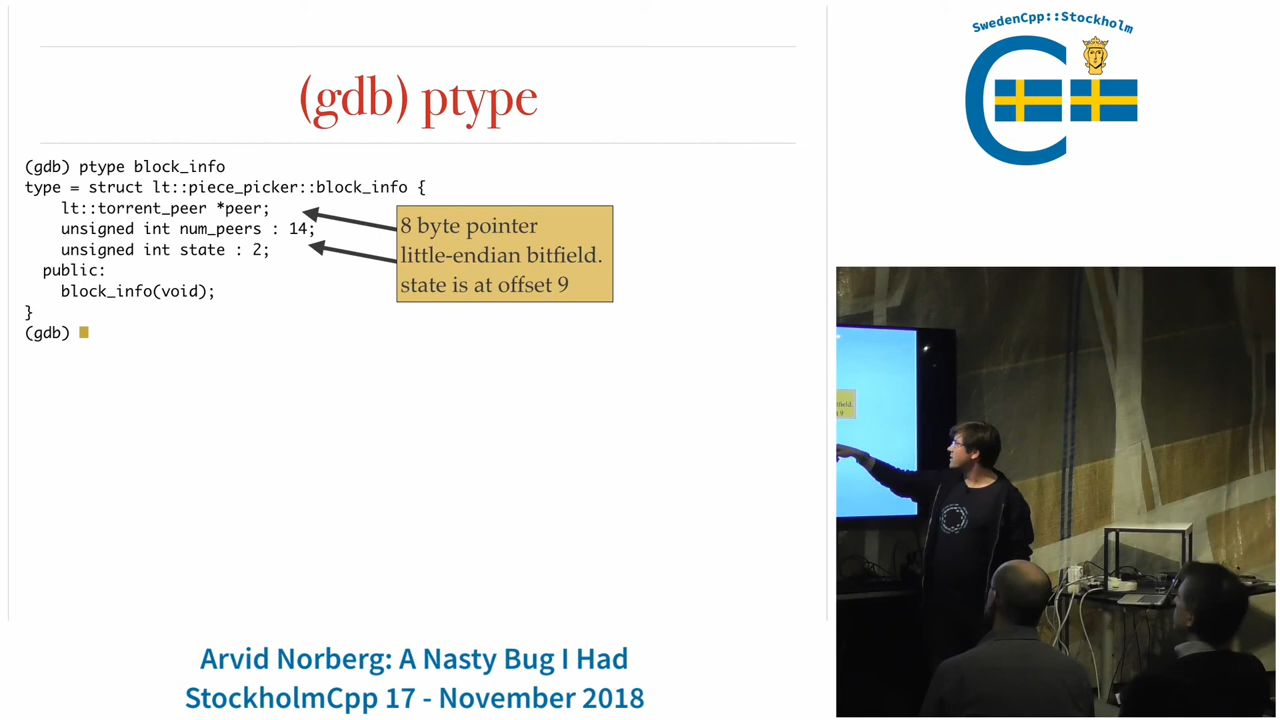 SwedenCpp::Stockholm
(gdb) ptype
(gdb) ptype block_info
type = struct lt::piece_picker::block_info {
lt::torrent_peer *peer;
unsigned int num_peers : 14;
unsigned int state : 2;
public:
block_info(void);
}
(gdb)
8 byte pointer
little-endian bitfield.
state is at offset 9
Arvid Norberg: A Nasty Bug I Had
StockholmCpp 17 - November 2018